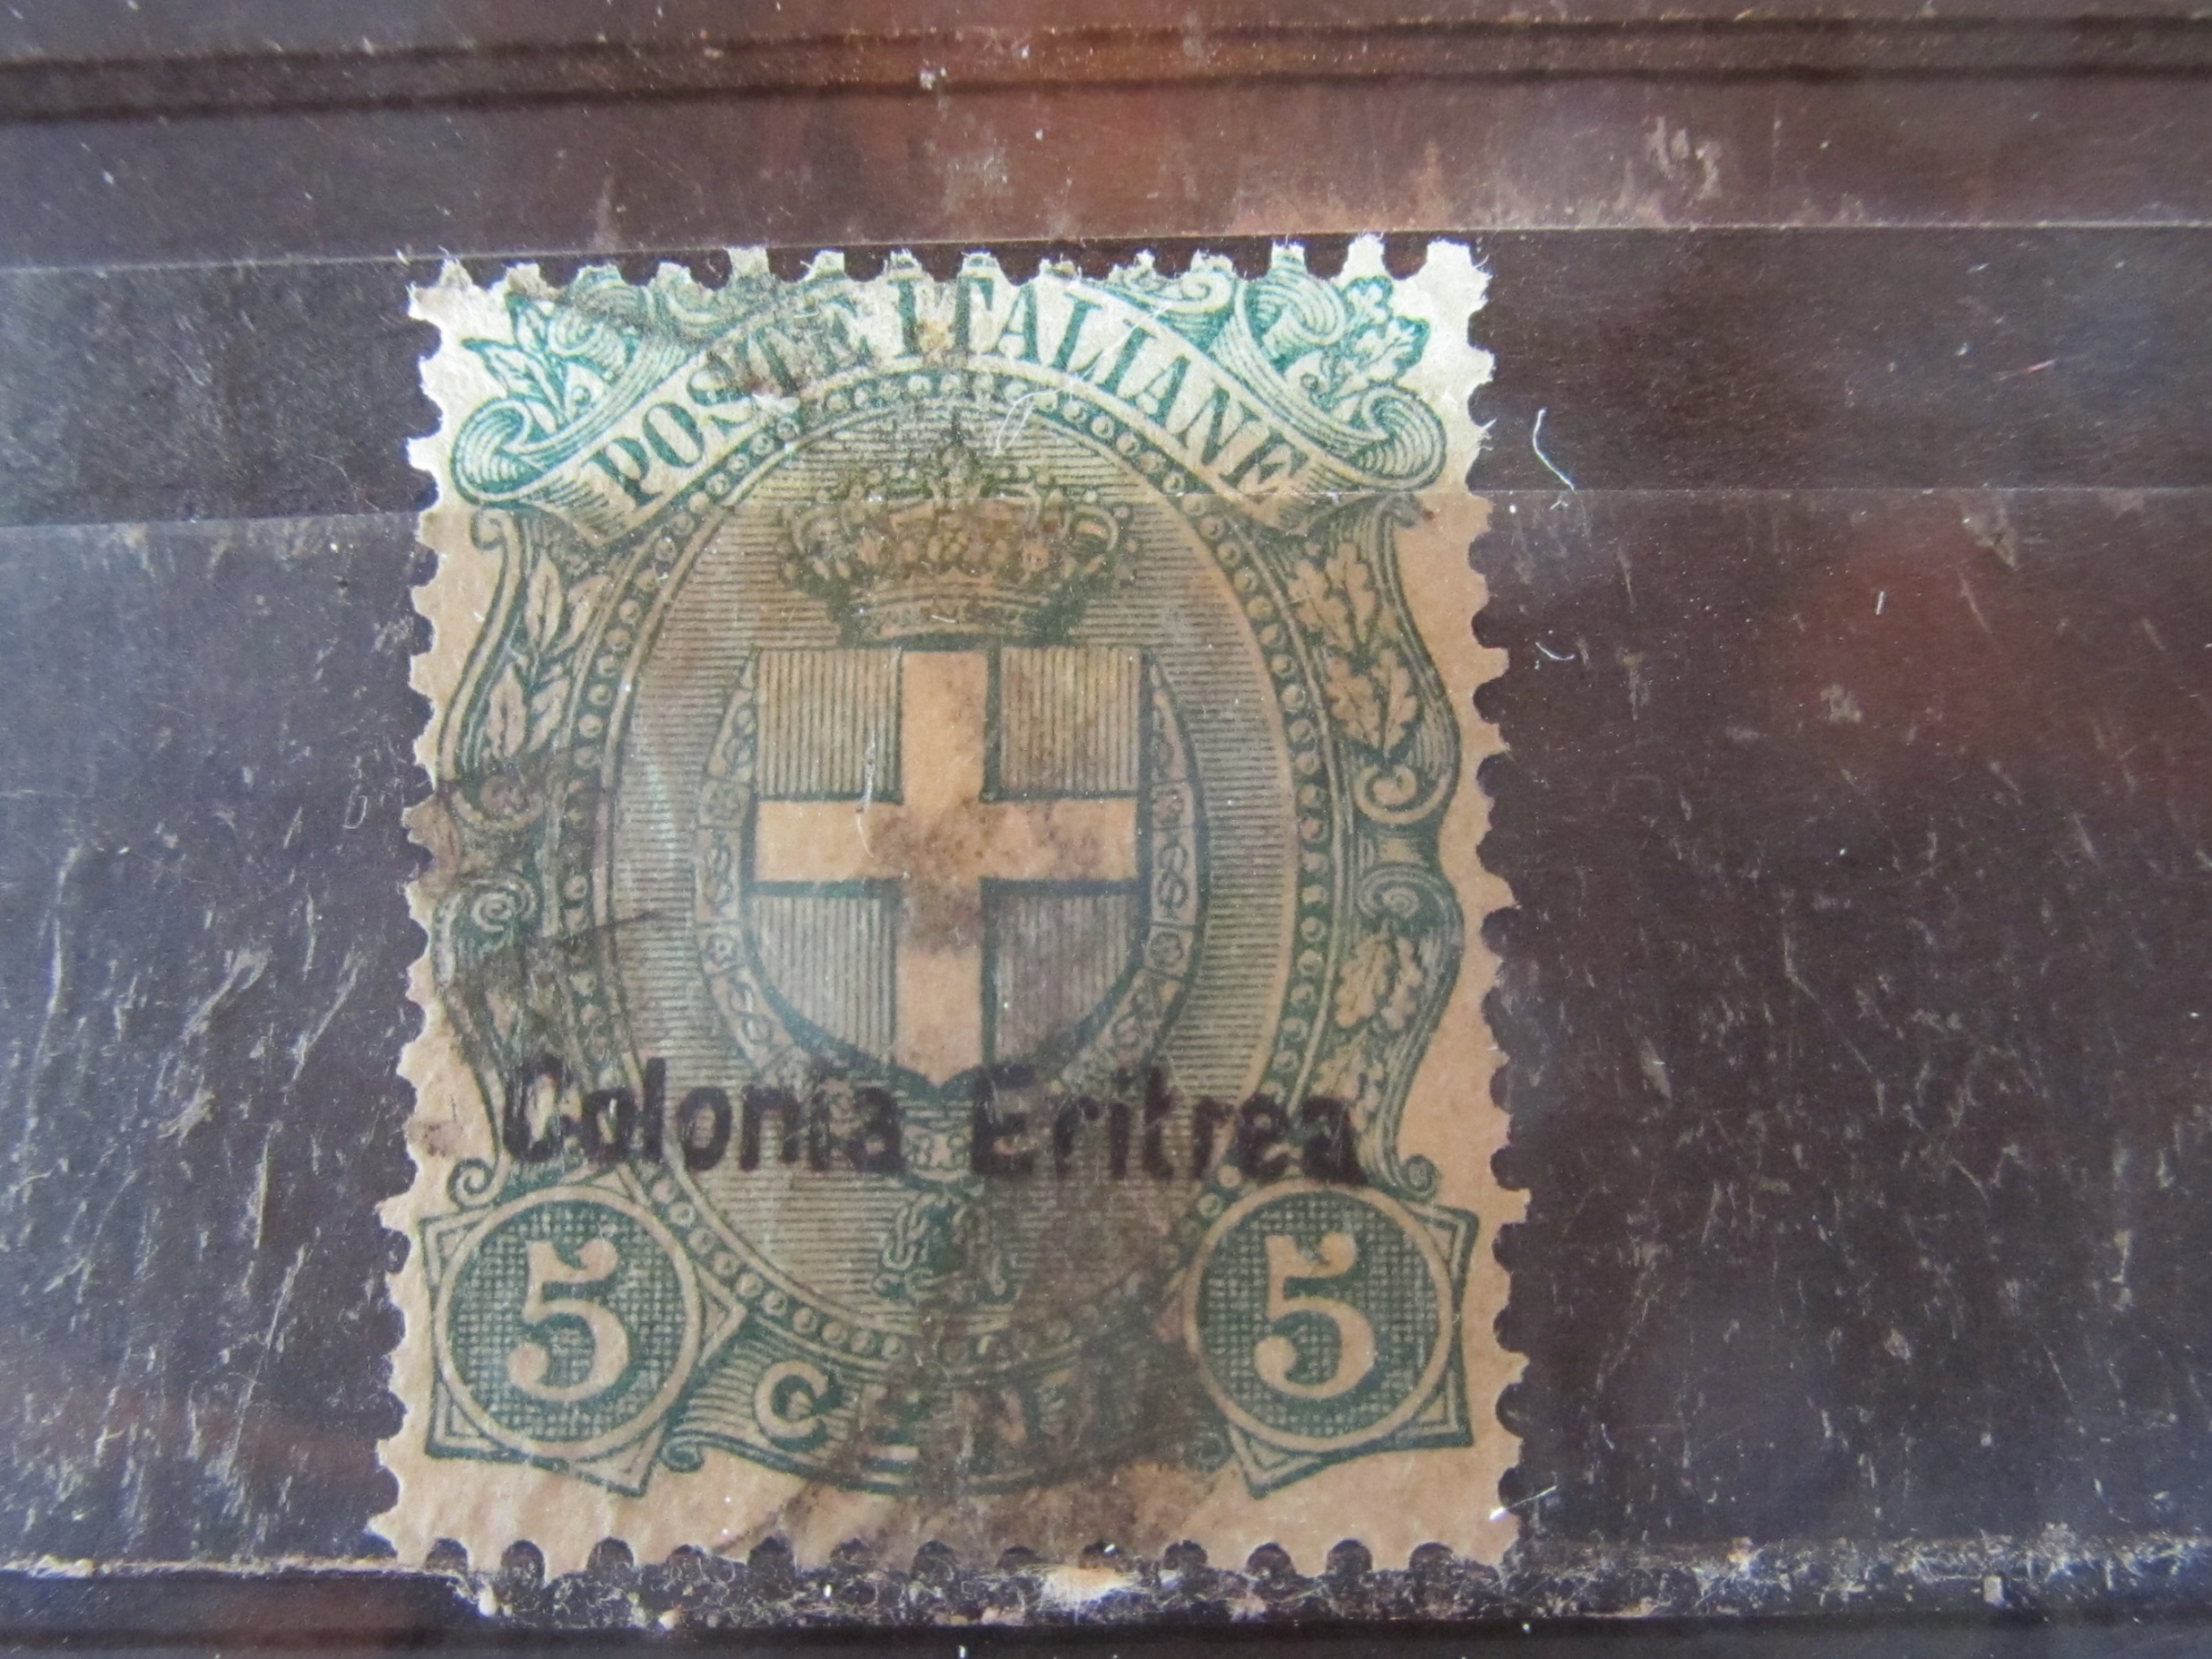 POSTE ITALIANE
Colonia Eritrea
5 5
CENT